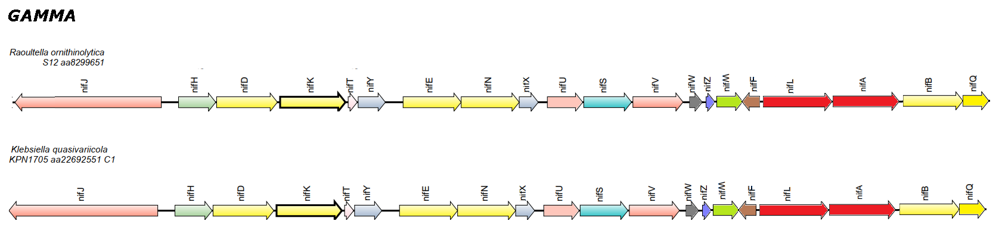 GAMMA
Raoultella ornithinolytica
S12 aa8299651
nifJ nifH nifD nifK nifT nifY nifE nifN nifX nifU nifS nifV nifW nifZ nifW nifF nifL nifA nifB nifQ
Klebsiella quasivariicola
KPN1705 aa22692551 C1
nifJ nifH nifD nifK nifT nifY nifE nifN nifX nifU nifS nifV nifW nifZ nifW nifF nifL nifA nifB nifQ